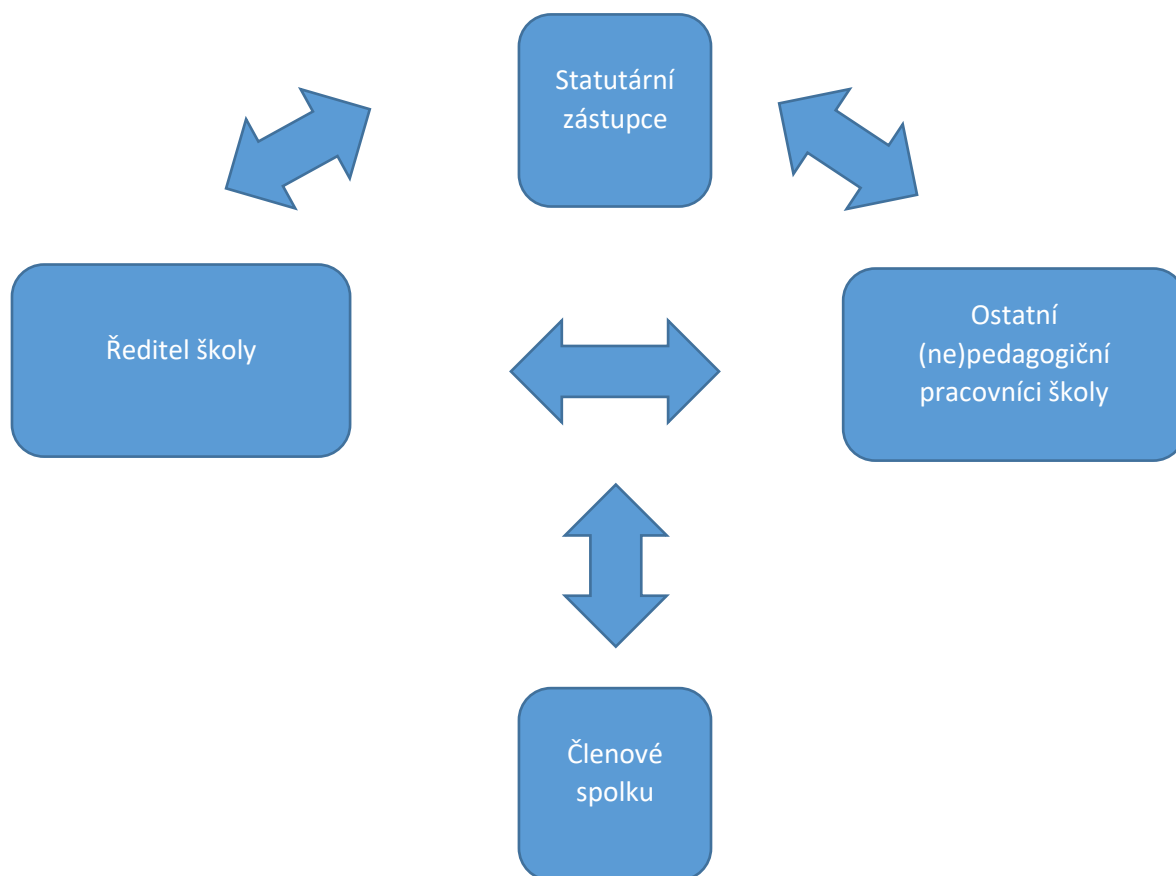 Statutární
zástupce
Ředitel školy
Ostatní
(ne)pedagogiční
pracovníci školy
Členové
spolku